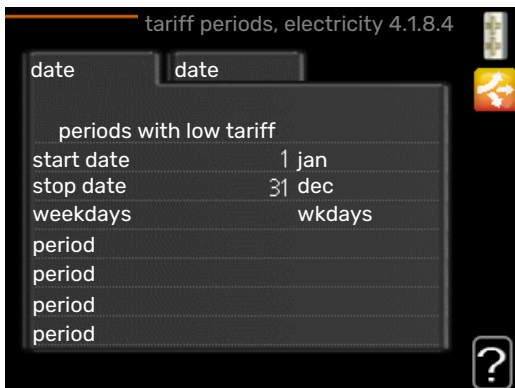 tariff periods, electricity 4.1.8.4
date date
periods with low tariff
start date 1 jan
stop date 31 dec
weekdays wkdays
period
period
period
period
?